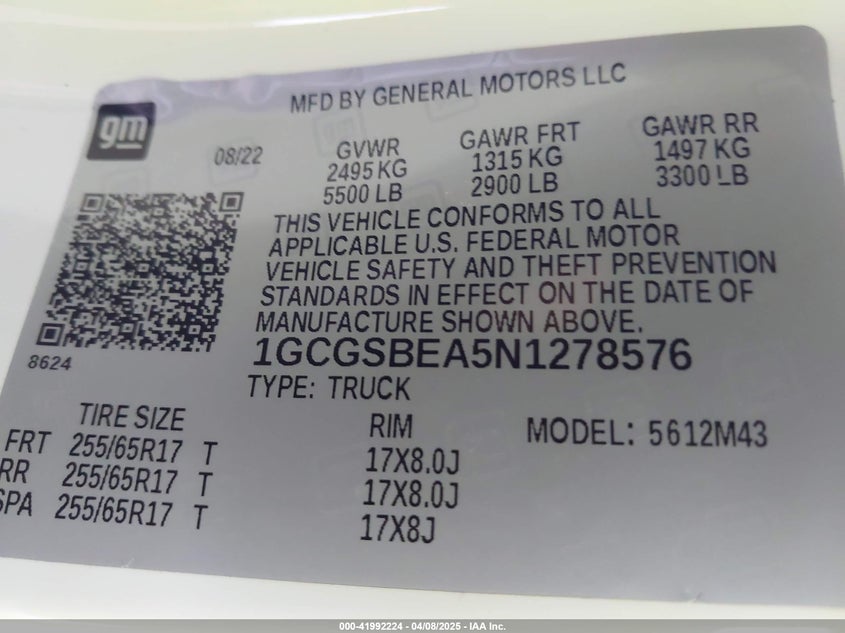 MFD BY GENERAL MOTORS LLC
gm
08/22
GVWR GAWR FRT GAWR RR
2495 KG 1315 KG 1497 KG
5500 LB 2900 LB 3300 LB
THIS VEHICLE CONFORMS TO ALL
APPLICABLE U.S. FEDERAL MOTOR
VEHICLE SAFETY AND THEFT PREVENTION
STANDARDS IN EFFECT ON THE DATE OF
MANUFACTURE SHOWN ABOVE.
8624
1GCGSBEA5N1278576
TYPE: TRUCK
TIRE SIZE RIM MODEL: 5612M43
FRT 255/65R17 T 17X8.0J
RR 255/65R17 T 17X8.0J
SPA 255/65R17 T 17X8J
000-41992224 - 04/08/2025 - IAA Inc.